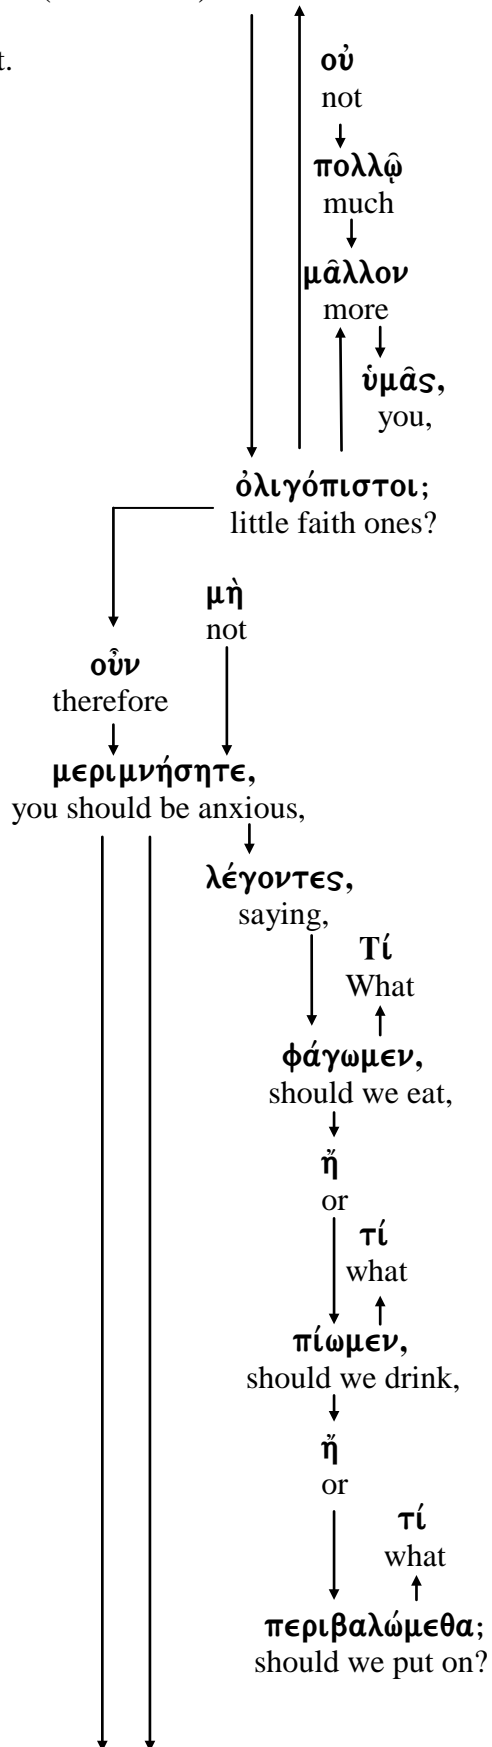 t.
οὐ
not
πολλῷ
much
μᾶλλον
more
ὑμᾶς,
you,
ὀλιγόπιστοι;
little faith ones?
μὴ
not
οὖν
therefore
μεριμνήσητε,
you should be anxious,
λέγοντες,
saying,
Τί
What
φάγωμεν,
should we eat,
ἤ
or
τί
what
πίωμεν,
should we drink,
ἤ
or
τί
what
περιβαλώμεθα;
should we put on?